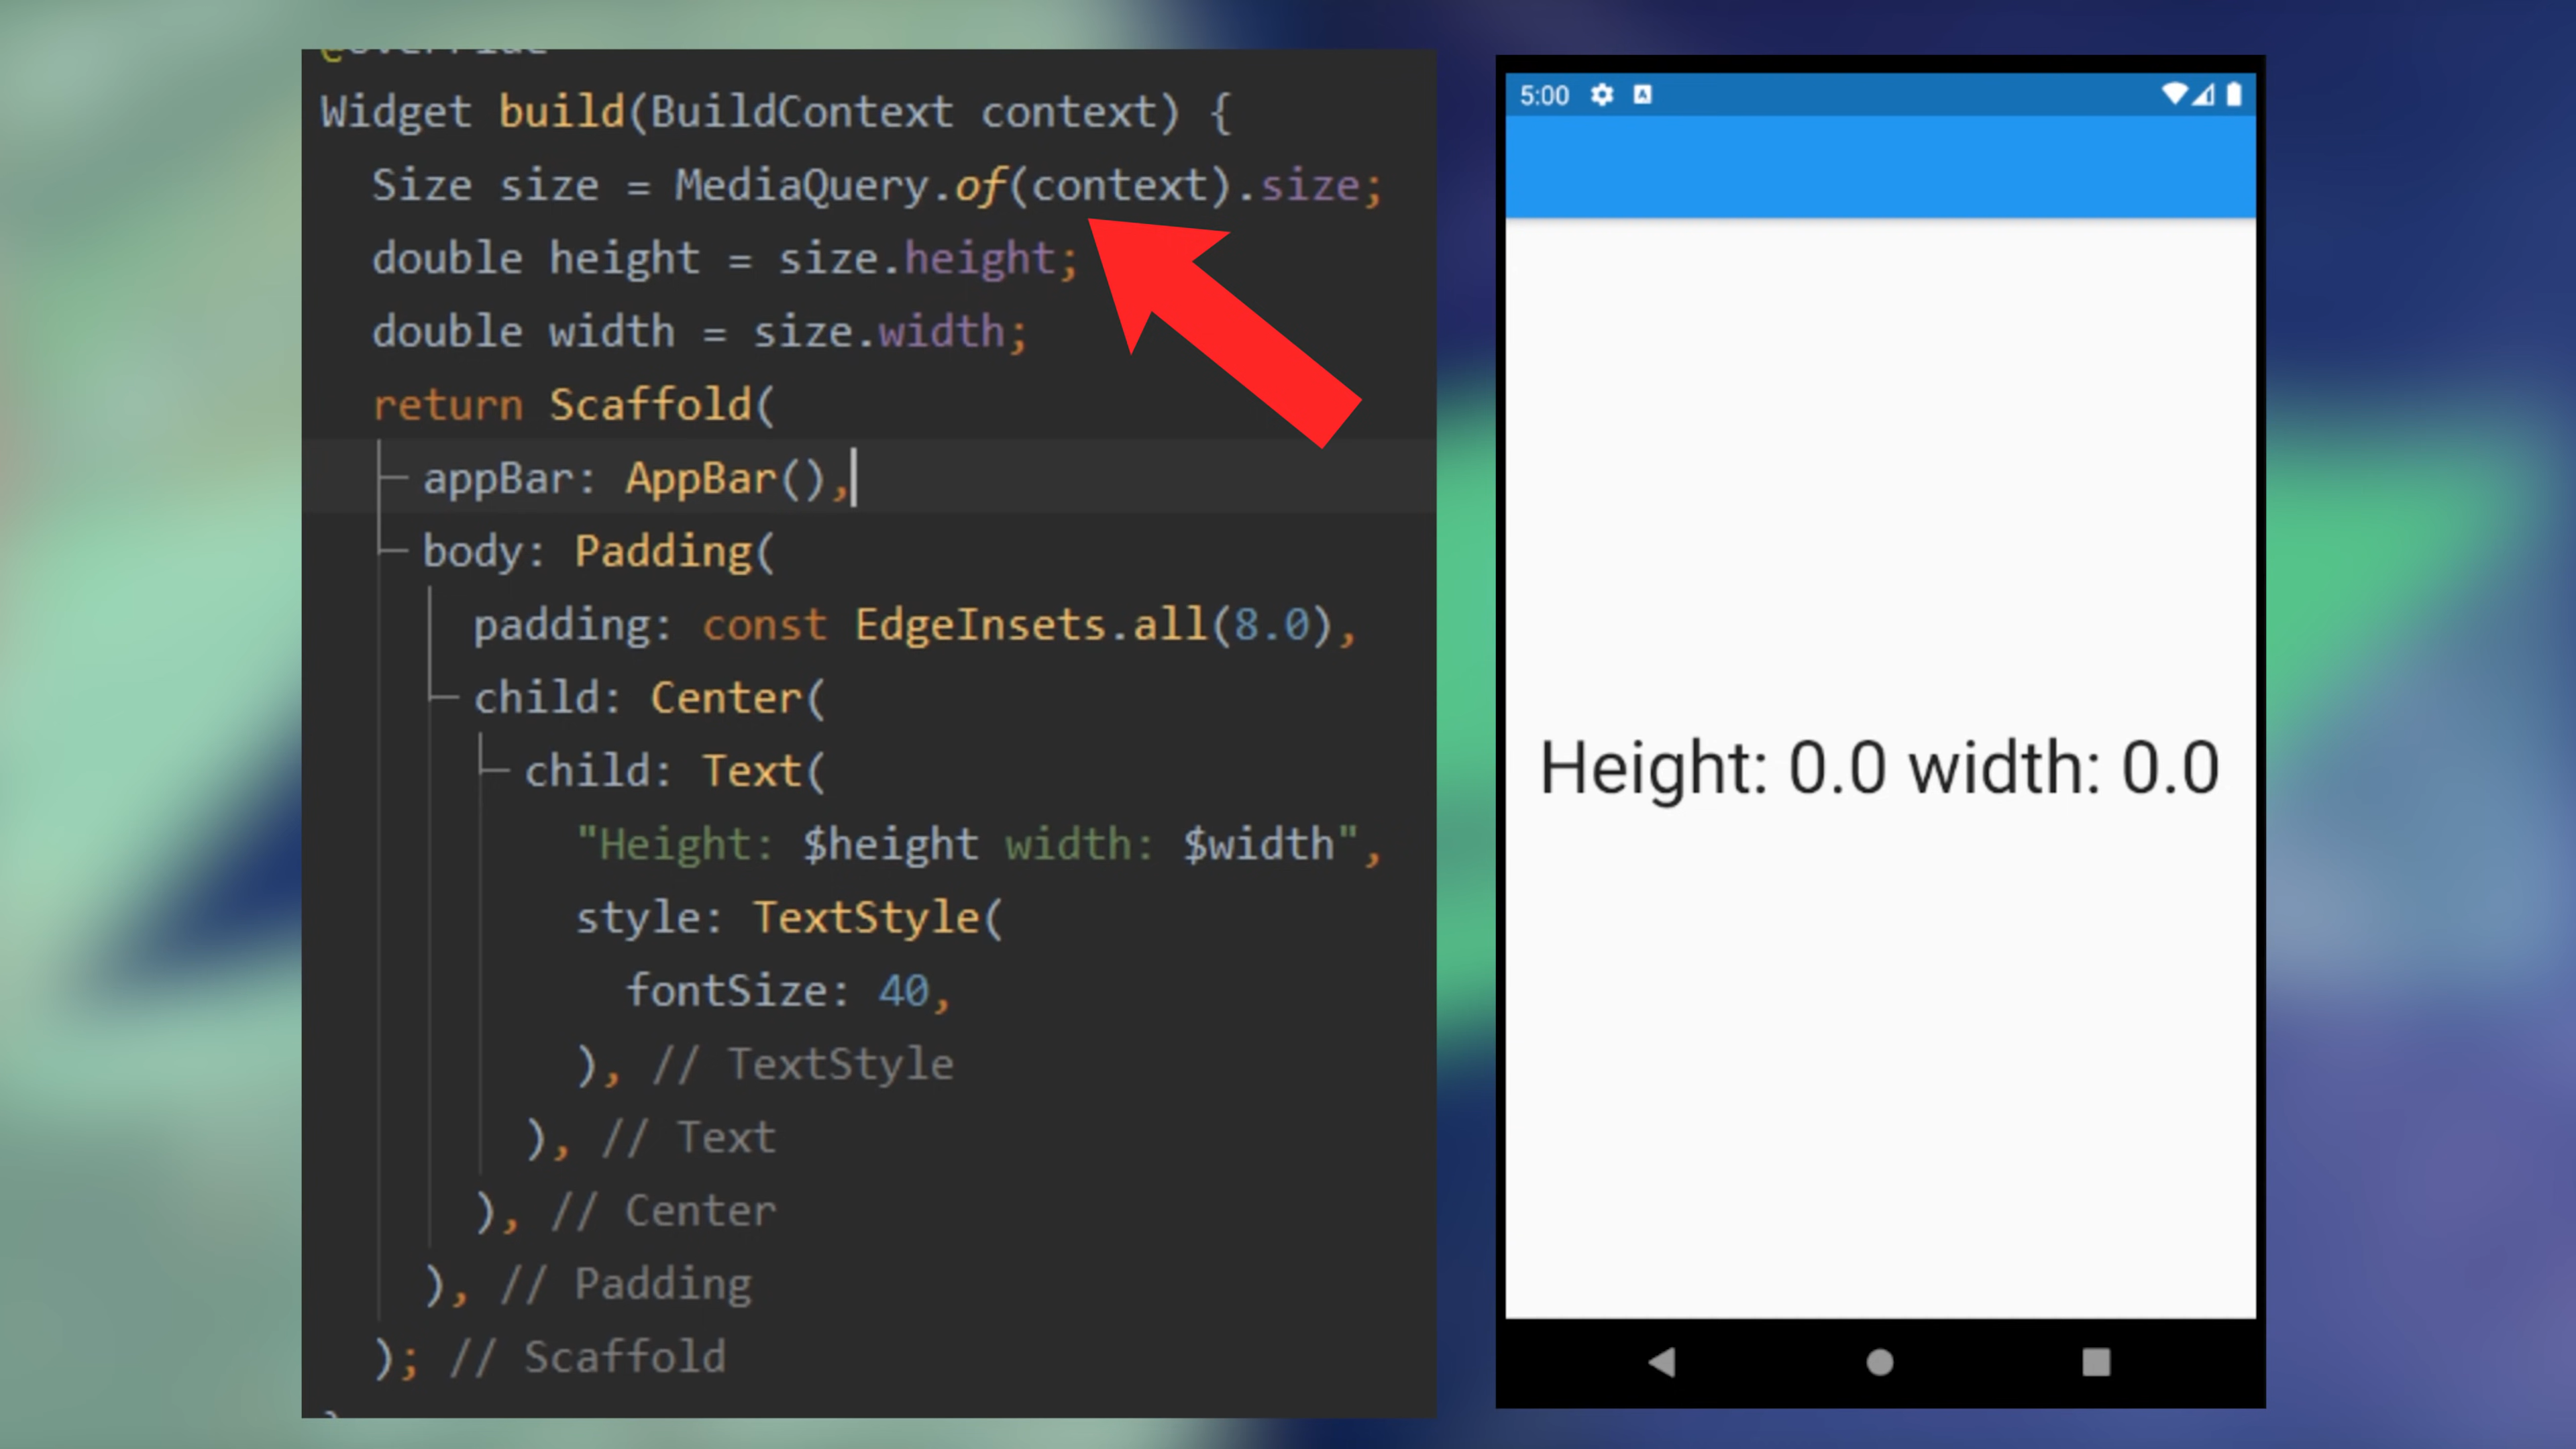 @override
Widget build(BuildContext context) {
Size size = MediaQuery.of(context).size;
double height = size.height;
double width = size.width;
return Scaffold(
appBar: AppBar(),
body: Padding(
padding: const EdgeInsets.all(8.0),
child: Center(
child: Text(
"Height: $height width: $width",
style: TextStyle(
fontSize: 40,
), // TextStyle
), // Text
), // Center
), // Padding
); // Scaffold
}
5:00
Height: 0.0 width: 0.0